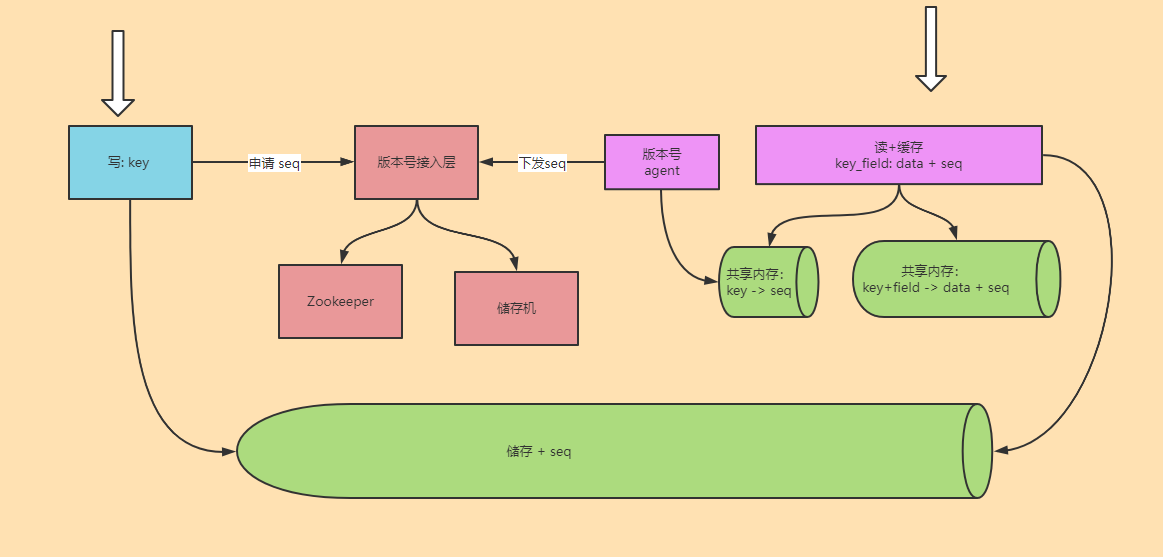 写: key
申请 seq
版本号接入层
下发seq
版本号
agent
读+缓存
key_field: data + seq
Zookeeper
储存机
共享内存：
key -> seq
共享内存：
key+field -> data + seq
储存 + seq